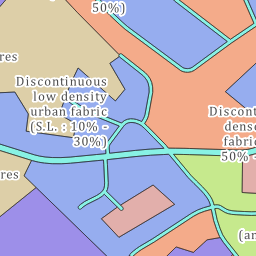 50%)
res
Discontinuous
low density
urban fabric
(S.L. : 10% -
30%)
Discont
dense
fabric
50% -
res
(an